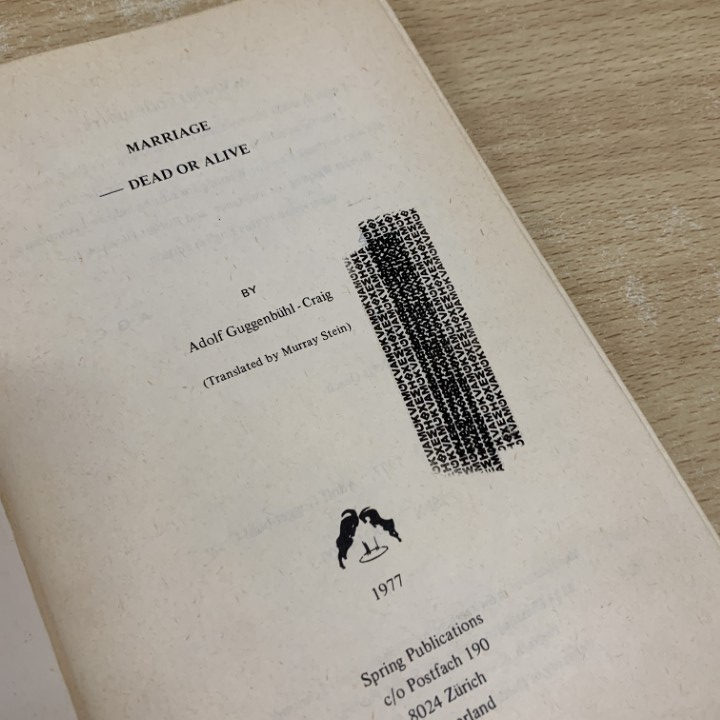 MARRIAGE
— DEAD OR ALIVE
BY
Adolf Guggenbühl-Craig
(Translated by Murray Stein)
1977
Spring Publications
c/o Postfach 190
8024 Zürich